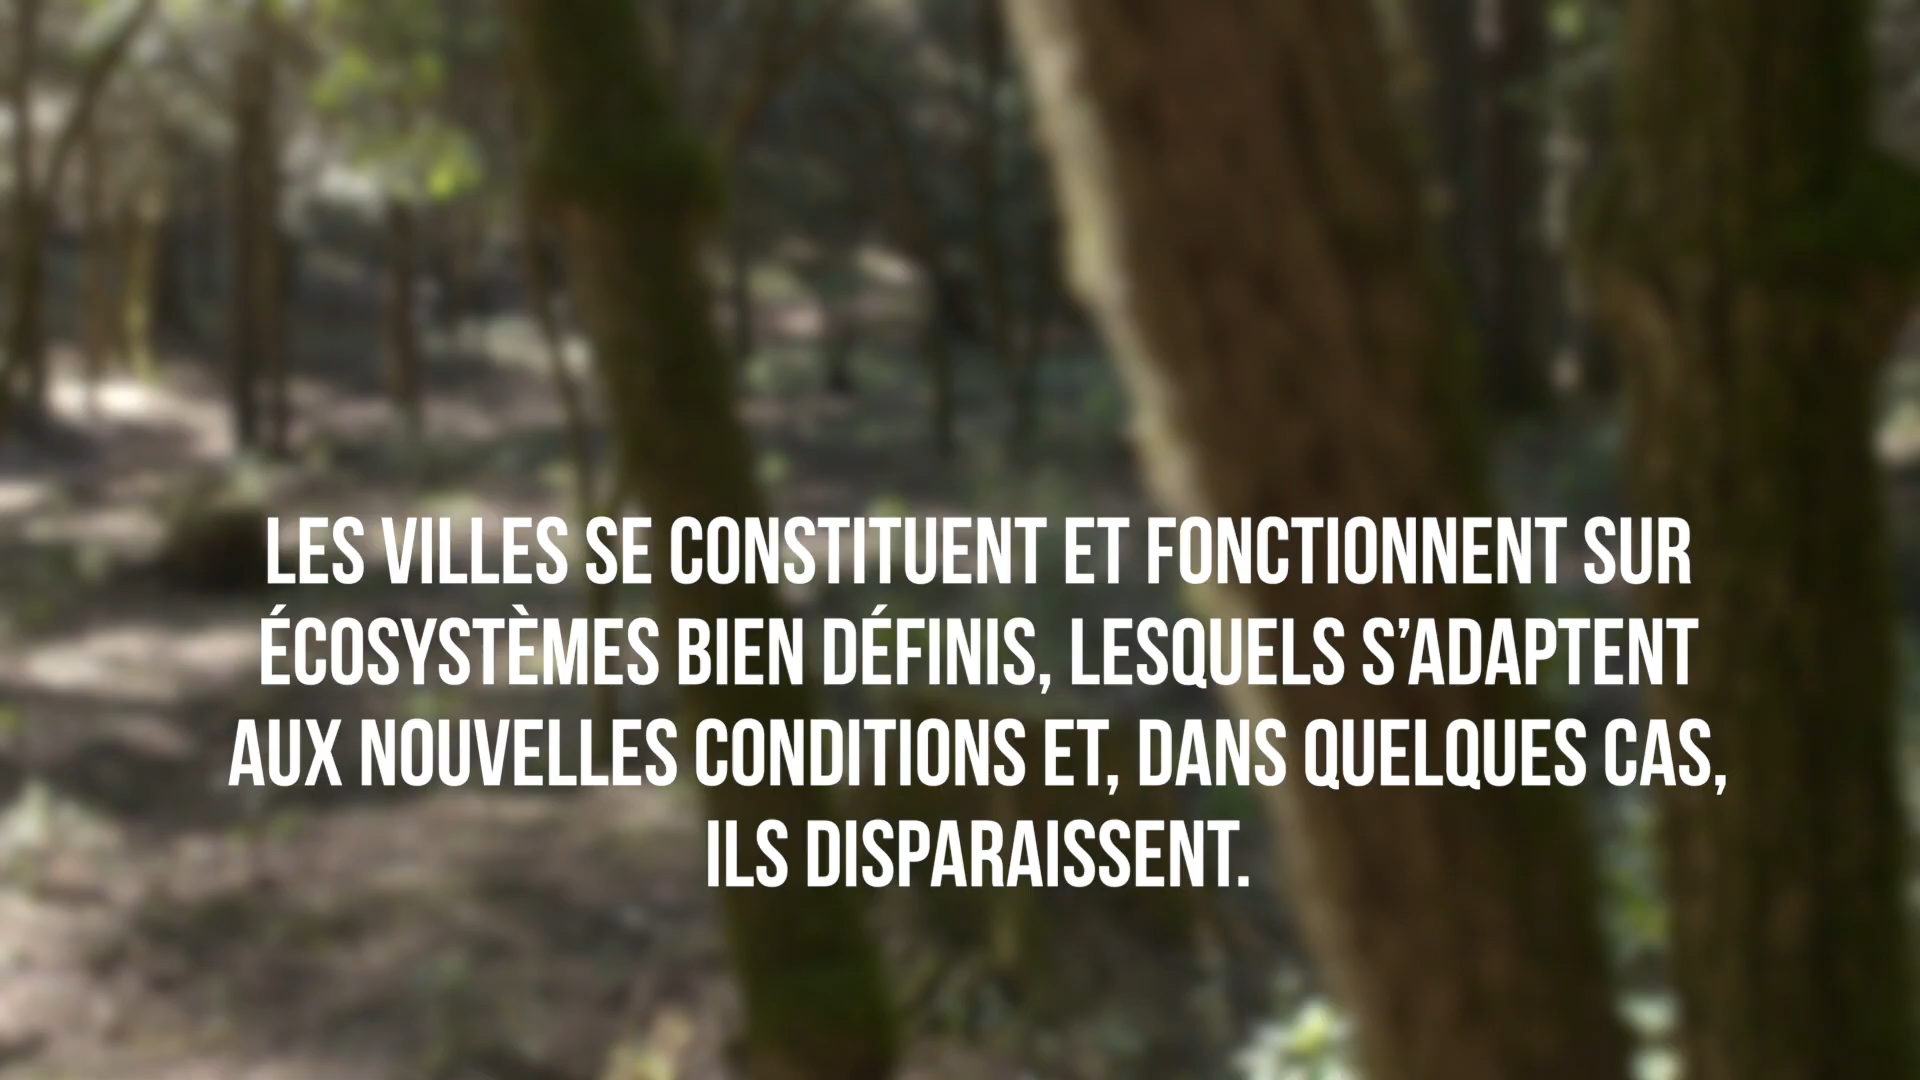 LES VILLES SE CONSTITUENT ET FONCTIONNENT SUR
ÉCOSYSTÈMES BIEN DÉFINIS, LESQUELS S’ADAPTENT
AUX NOUVELLES CONDITIONS ET, DANS QUELQUES CAS,
ILS DISPARAISSENT.